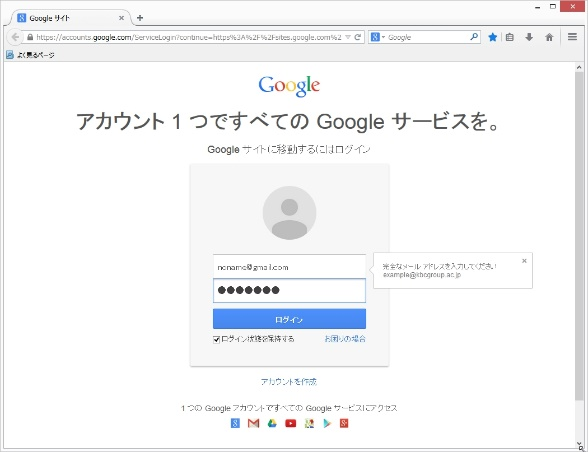 Google サイト
https://accounts.google.com/ServiceLogin?continue=https%3A%2F%2Fsites.google.com%2
Google
よく見るページ
Google
アカウント 1 つですべての Google サービスを。
Google サイトに移動するにはログイン
noname@gmail.com
完全なメール アドレスを入力してください
example@kbcgroup.ac.jp
ログイン
ログイン状態を保持する
お困りの場合
アカウントを作成
1 つの Google アカウントですべての Google サービスにアクセス